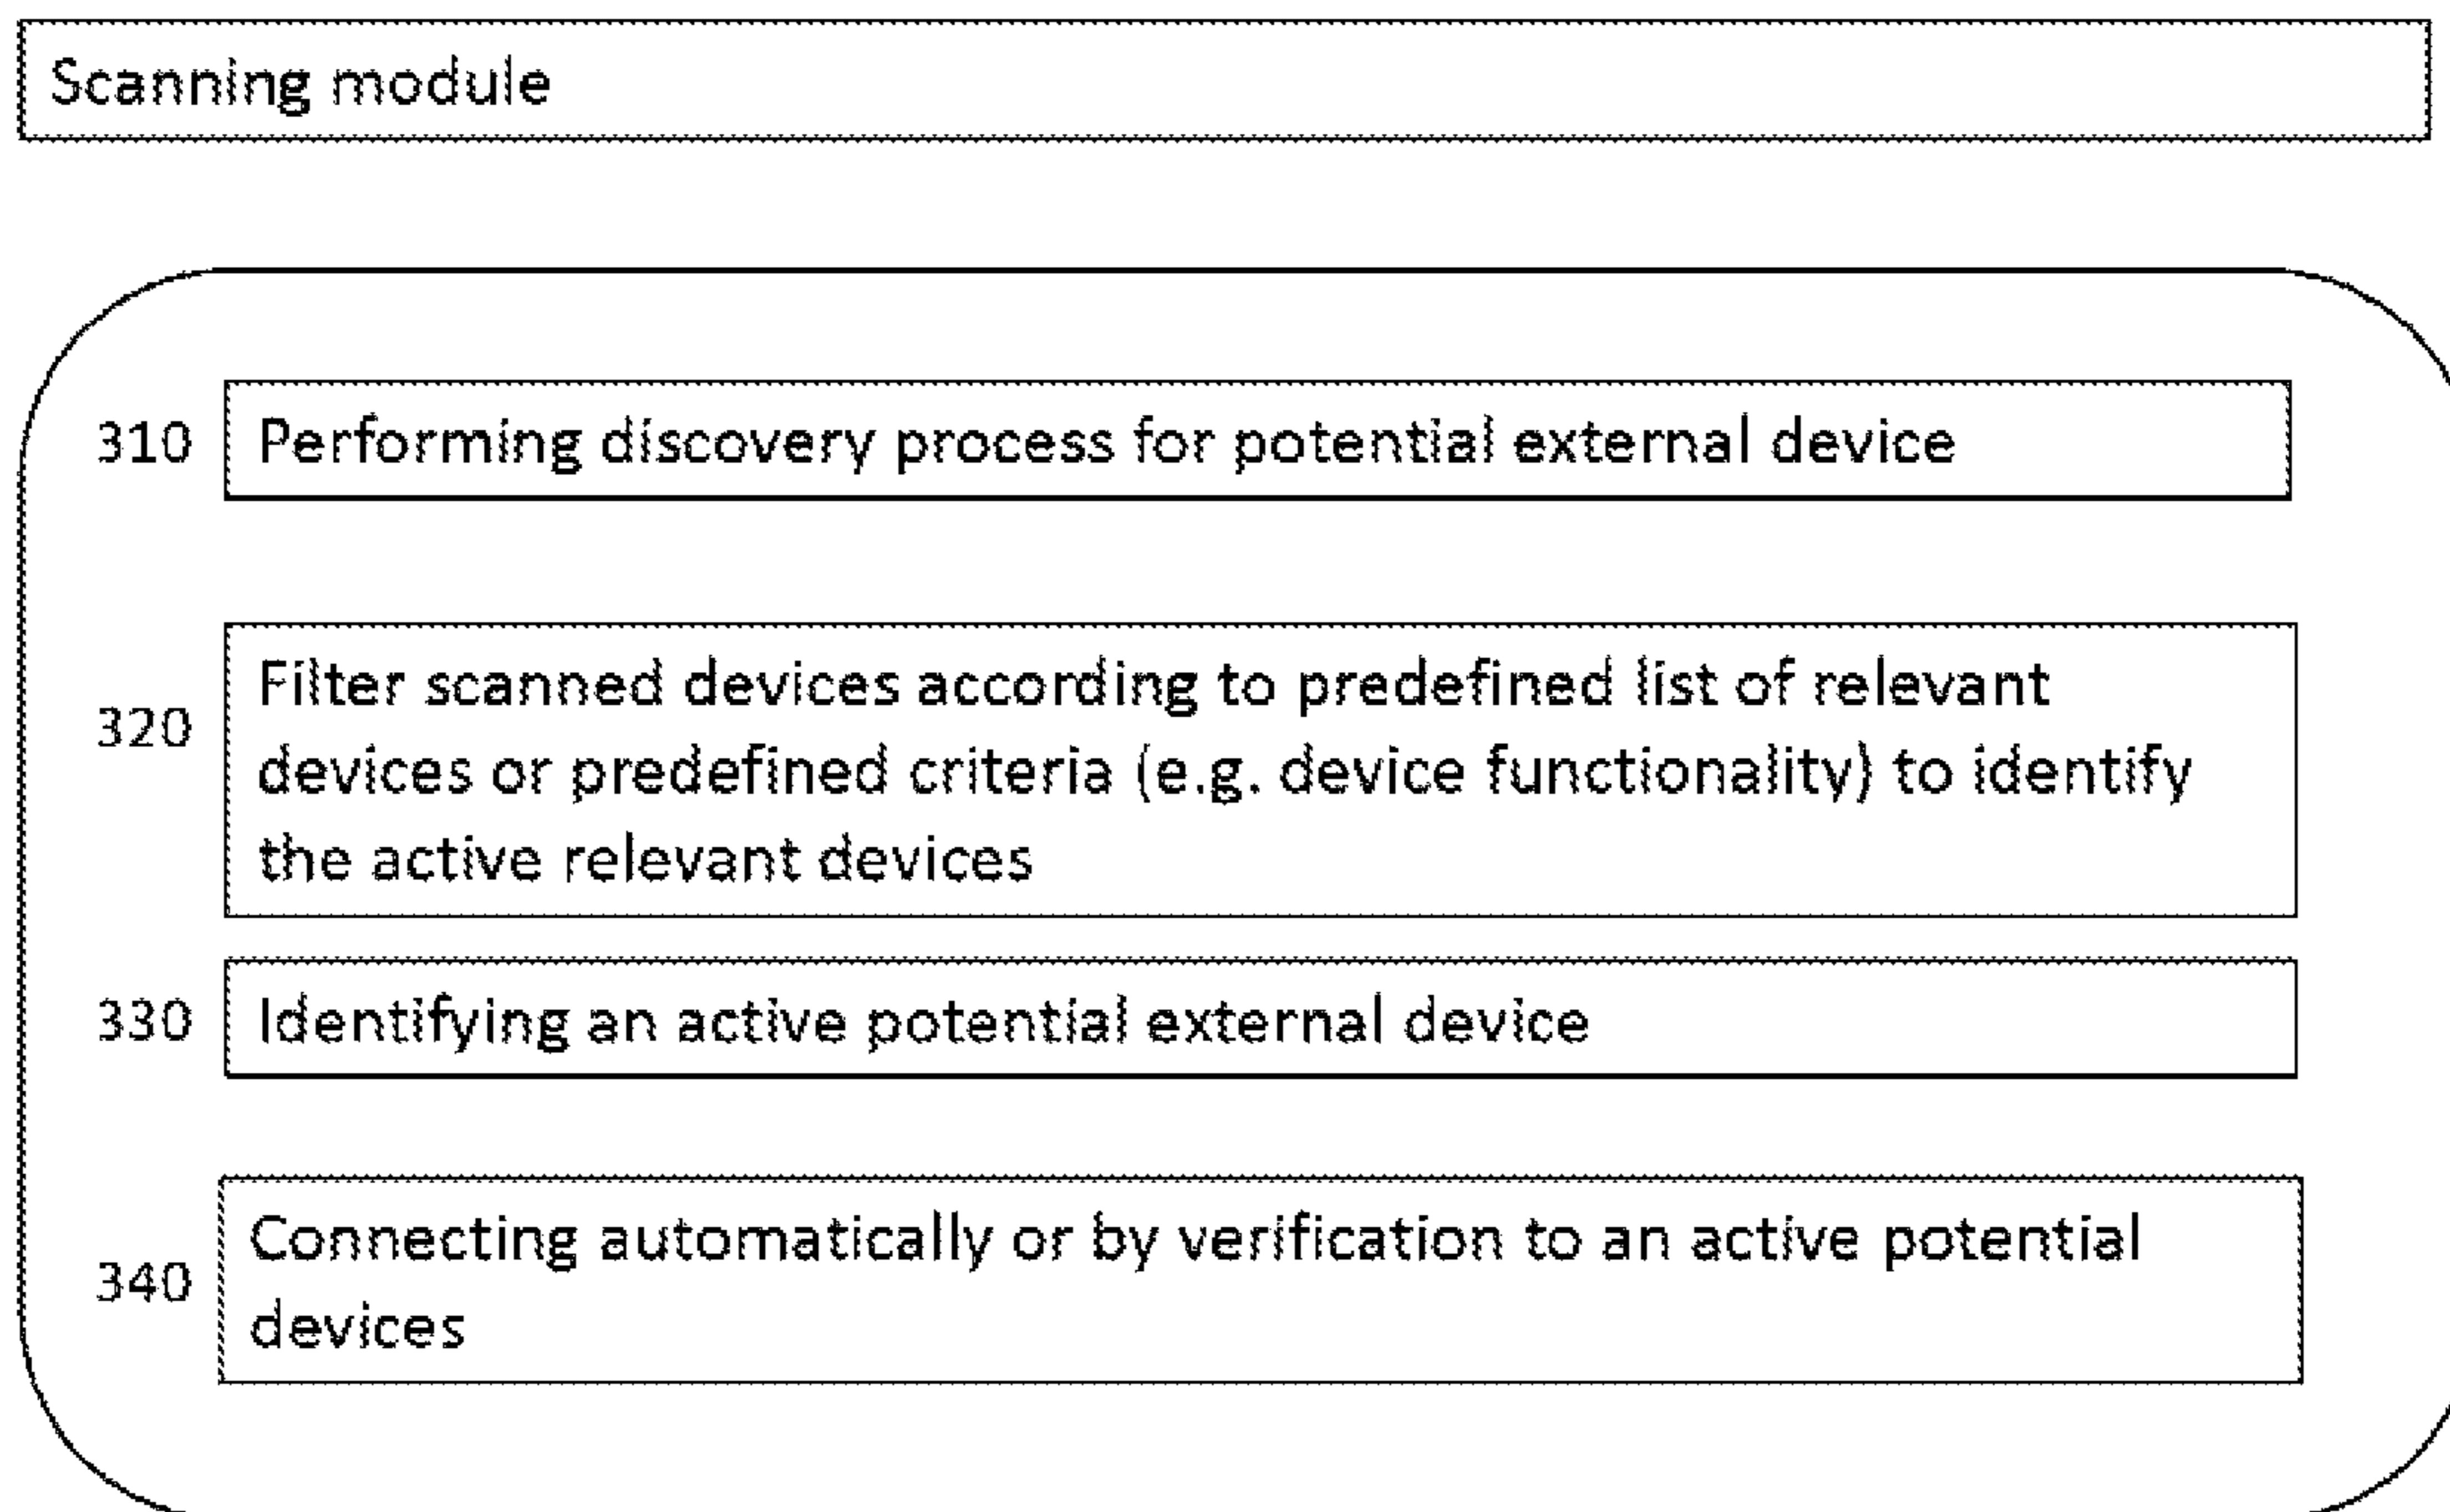 Scanning module
310 Performing discovery process for potential external device
Filter scanned devices according to predefined list of relevant
320 devices or predefined criteria (e.g. device functionality) to identify
the active relevant devices
330 Identifying an active potential external device
340 Connecting automatically or by verification to an active potential
devices